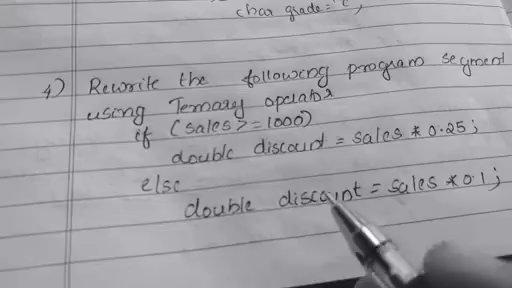 char grade = 'C';
4) Rewrite the following program segment
using Ternary operator
if (sales >= 1000)
double discount = sales * 0.25;
else
double discount = sales * 0.1;